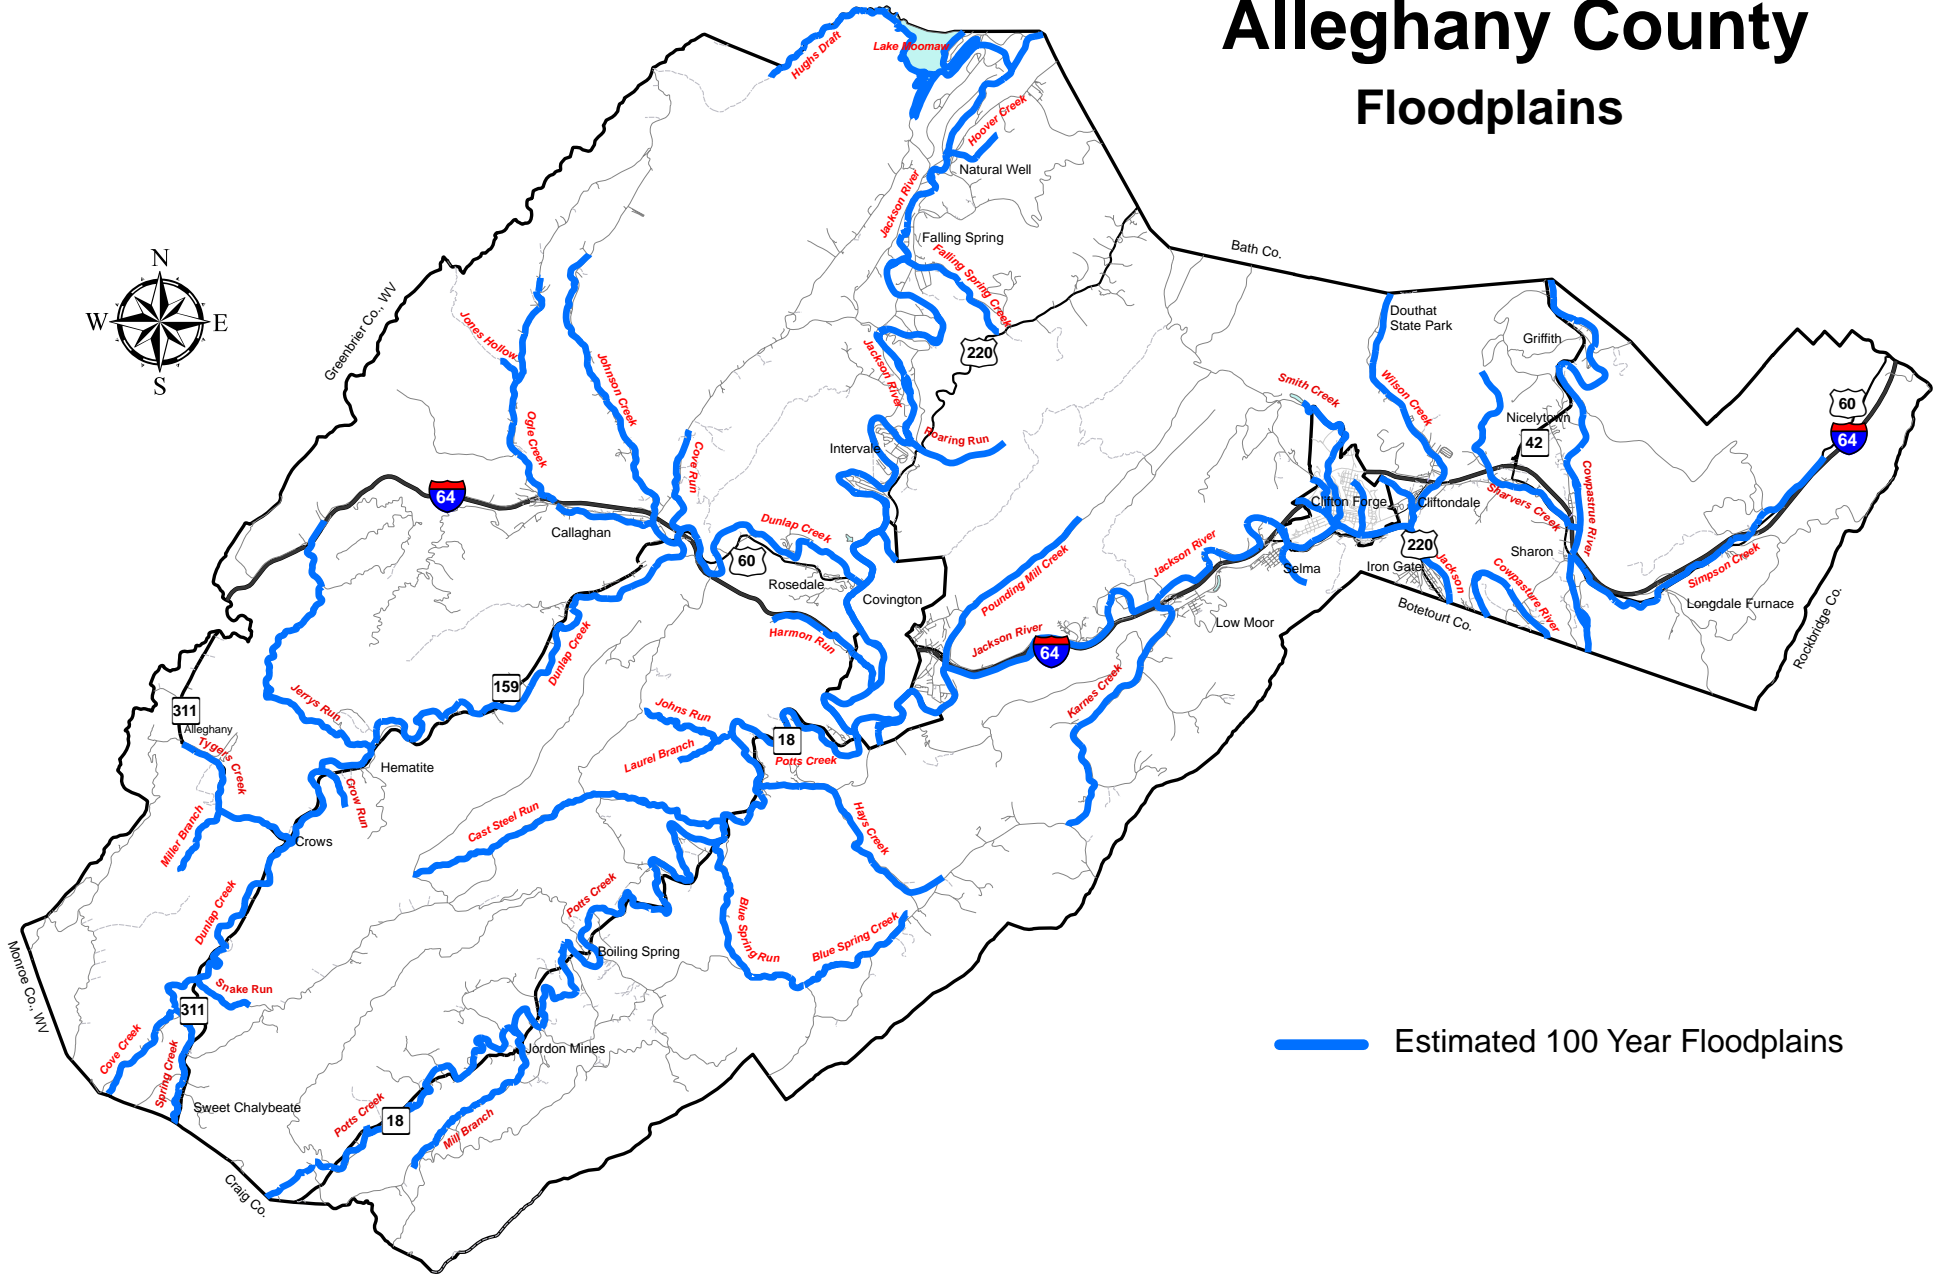 Alleghany County
Floodplains
Hughs Draft
Lake Moomaw
Hoover Creek
Natural Well
Jackson River
Falling Spring
Falling Spring Creek
Bath Co.
N
W
E
S
Greenbrier Co., WV
Jones Hollow
Johnson Creek
Ogle Creek
Jackson River
220
Douthat
State Park
Griffith
Smith Creek
Wilson Creek
60
64
Nicelytown
42
Cove Run
Intervale
Roaring Run
64
Callaghan
Dunlap Creek
60
Rosedale
Covington
Clifton Forge
Cliftondale
Sharvers Creek
Cowpastrue River
220
Sharon
Iron Gate
Jackson
Cowpasture River
Simpson Creek
Longdale Furnace
Selma
Jackson River
Pounding Mill Creek
Low Moor
Botetourt Co.
Rockbridge Co.
Harmon Run
Jackson River
64
Dunlap Creek
159
Karnes Creek
311
Alleghany
Jerrys Run
Johns Run
Laurel Branch
18
Potts Creek
Tygers Creek
Hematite
Crow Run
Miller Branch
Crows
Cast Steel Run
Hays Creek
Dunlap Creek
Potts Creek
Blue Spring Run
Blue Spring Creek
Boiling Spring
Monroe Co., WV
Snake Run
311
Cove Creek
Spring Creek
Jordon Mines
Estimated 100 Year Floodplains
Sweet Chalybeate
Potts Creek
18
Mill Branch
Craig Co.